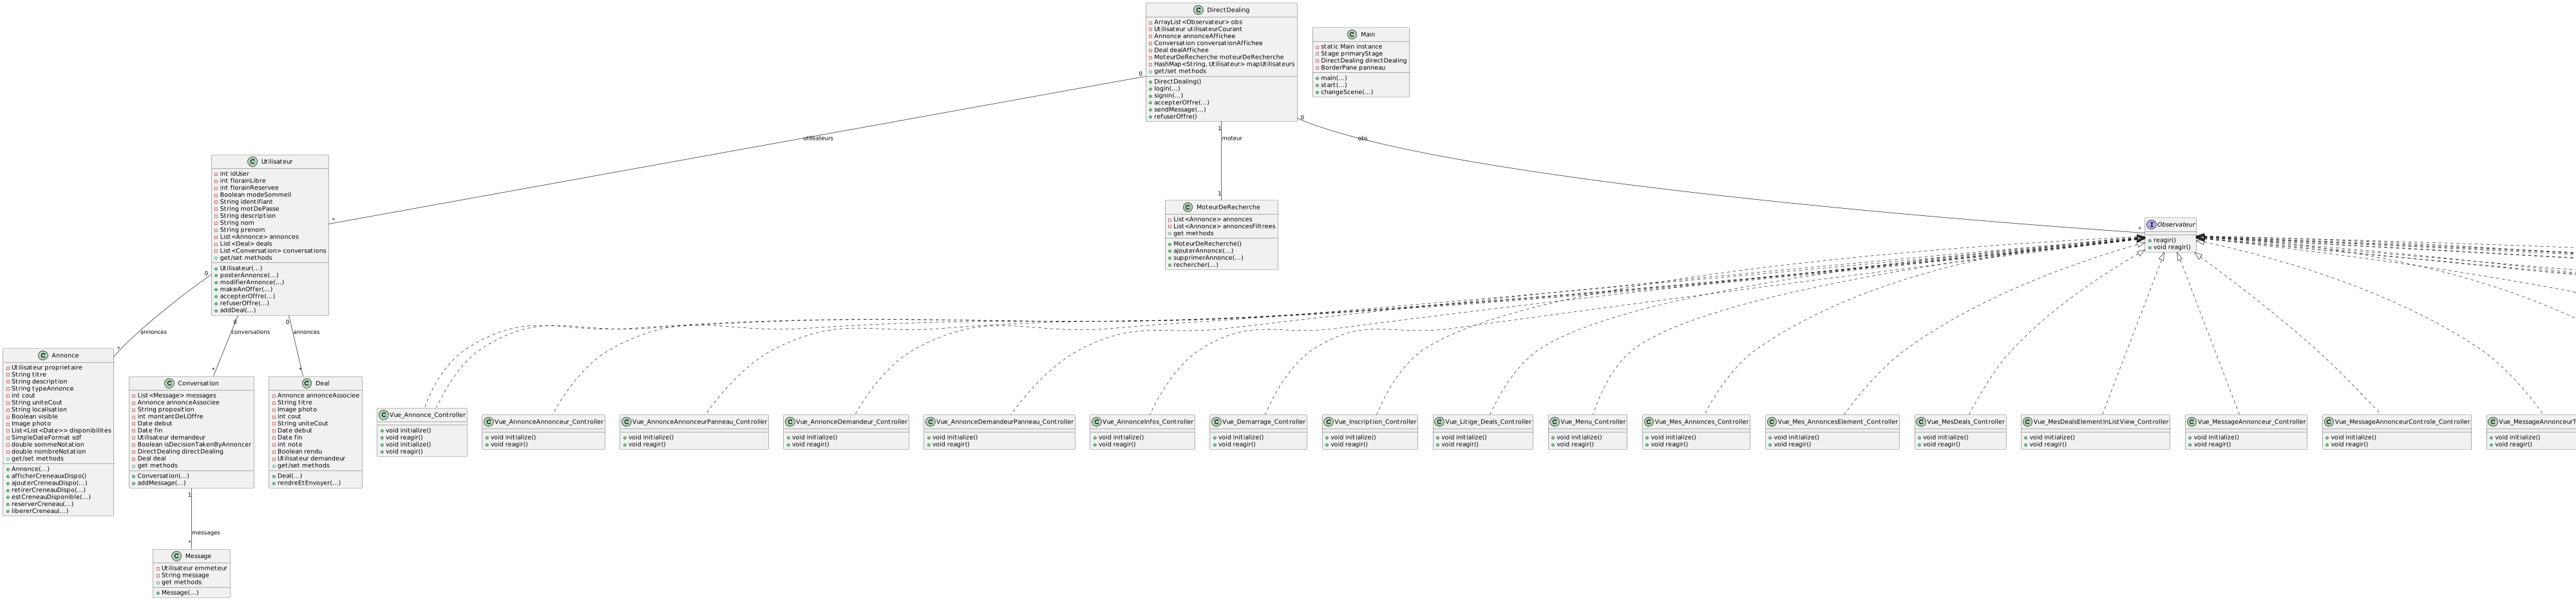 DirectDealing
ArrayList<Observateur> obs
Utilisateur utilisateurCourant
Annonce annonceAffichee
Conversation conversationAffichee
Deal dealAffichee
MoteurDeRecherche moteurDeRecherche
HashMap<String, Utilisateur> mapUtilisateurs
get/set methods
DirectDealing()
login(...)
signin(...)
accepterOffre(...)
sendMessage(...)
refuserOffre()
Main
static Main instance
Stage primaryStage
DirectDealing directDealing
BorderPane panneau
main(...)
start(...)
changeScene(...)
0
1
0
utilisateurs
moteur
obs
*
1
*
Utilisateur
int idUser
int florainLibre
int florainReservee
Boolean modeSommeil
String identifiant
String motDePasse
String description
String nom
String prenom
List<Annonce> annonces
List<Deal> deals
List<Conversation> conversations
get/set methods
Utilisateur(...)
posterAnnonce(...)
modifierAnnonce(...)
makeAnOffer(...)
accepterOffre(...)
refuserOffre(...)
addDeal(...)
MoteurDeRecherche
List<Annonce> annonces
List<Annonce> annoncesFiltrees
get methods
MoteurDeRecherche()
ajouterAnnonce(...)
supprimerAnnonce(...)
rechercher(...)
Observateur
reagir()
void reagir()
0
0
0
annonces
conversations
annonces
*
*
*
Annonce
Utilisateur proprietaire
String titre
String description
String typeAnnonce
int cout
String uniteCout
String localisation
Boolean visible
Image photo
List<List<Date>> disponibilites
SimpleDateFormat sdf
double sommeNotation
double nombreNotation
get/set methods
Annonce(...)
afficherCreneauxDispo()
ajouterCreneauDispo(...)
retirerCreneauDispo(...)
estCreneauDisponible(...)
reserverCreneau(...)
libererCreneau(...)
Conversation
List<Message> messages
Annonce annonceAssociee
String proposition
int montantDeLOffre
Date debut
Date fin
Utilisateur demandeur
Boolean isDecisionTakenByAnnoncer
DirectDealing directDealing
Deal deal
get methods
Conversation(...)
addMessage(...)
Deal
Annonce annonceAssociee
String titre
Image photo
int cout
String uniteCout
Date debut
Date fin
int note
Boolean rendu
Utilisateur demandeur
get/set methods
Deal(...)
rendreEtEnvoyer(...)
Vue_Annonce_Controller
void initialize()
void reagir()
void initialize()
void reagir()
Vue_AnnonceAnnonceur_Controller
void initialize()
void reagir()
Vue_AnnonceAnnonceurPanneau_Controller
void initialize()
void reagir()
Vue_AnnonceDemandeur_Controller
void initialize()
void reagir()
Vue_AnnonceDemandeurPanneau_Controller
void initialize()
void reagir()
Vue_AnnonceInfos_Controller
void initialize()
void reagir()
Vue_Demarrage_Controller
void initialize()
void reagir()
Vue_Inscription_Controller
void initialize()
void reagir()
Vue_Litige_Deals_Controller
void initialize()
void reagir()
Vue_Menu_Controller
void initialize()
void reagir()
Vue_Mes_Annonces_Controller
void initialize()
void reagir()
Vue_Mes_AnnoncesElement_Controller
void initialize()
void reagir()
Vue_MesDeals_Controller
void initialize()
void reagir()
Vue_MesDealsElementInListView_Controller
void initialize()
void reagir()
Vue_MessageAnnonceur_Controller
void initialize()
void reagir()
Vue_MessageAnnonceurControle_Controller
void initialize()
void reagir()
Vue_MessageAnnonceurT
void initialize()
void reagir()
1
messages
*
Message
Utilisateur emmeteur
String message
get methods
Message(...)